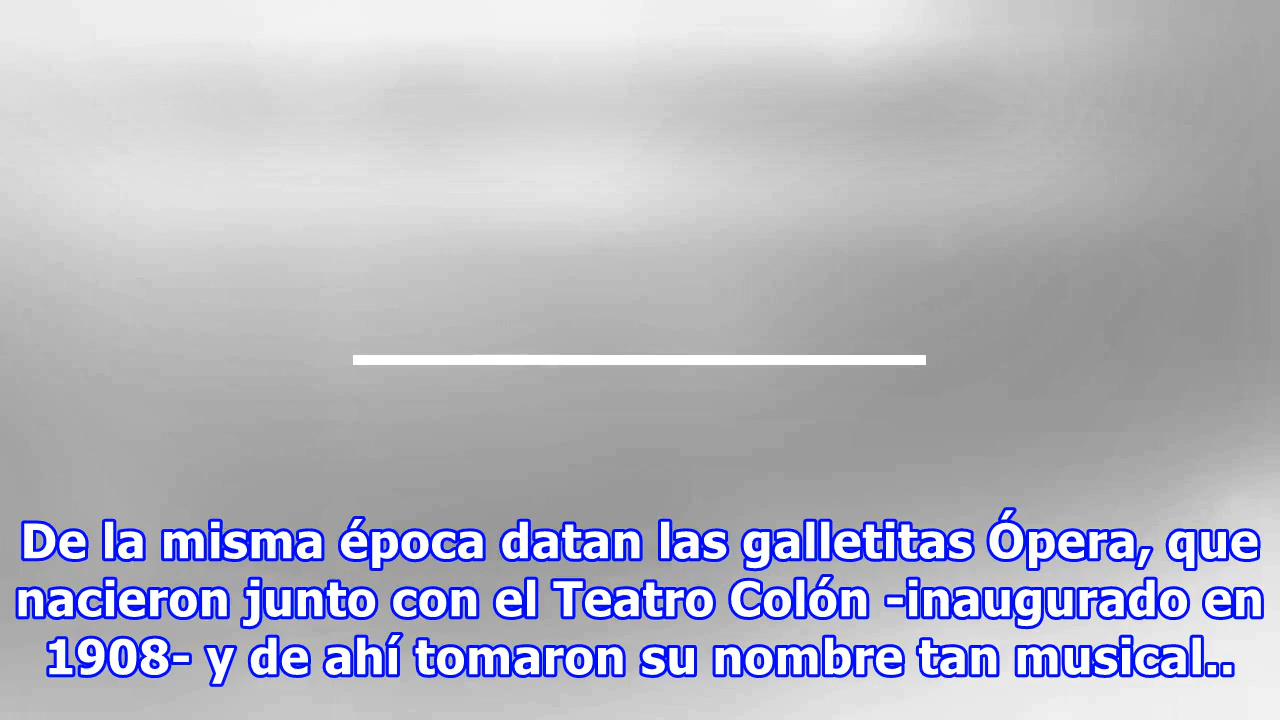 De la misma época datan las galletitas Ópera, que
nacieron junto con el Teatro Colón -inaugurado en
1908- y de ahí tomaron su nombre tan musical..